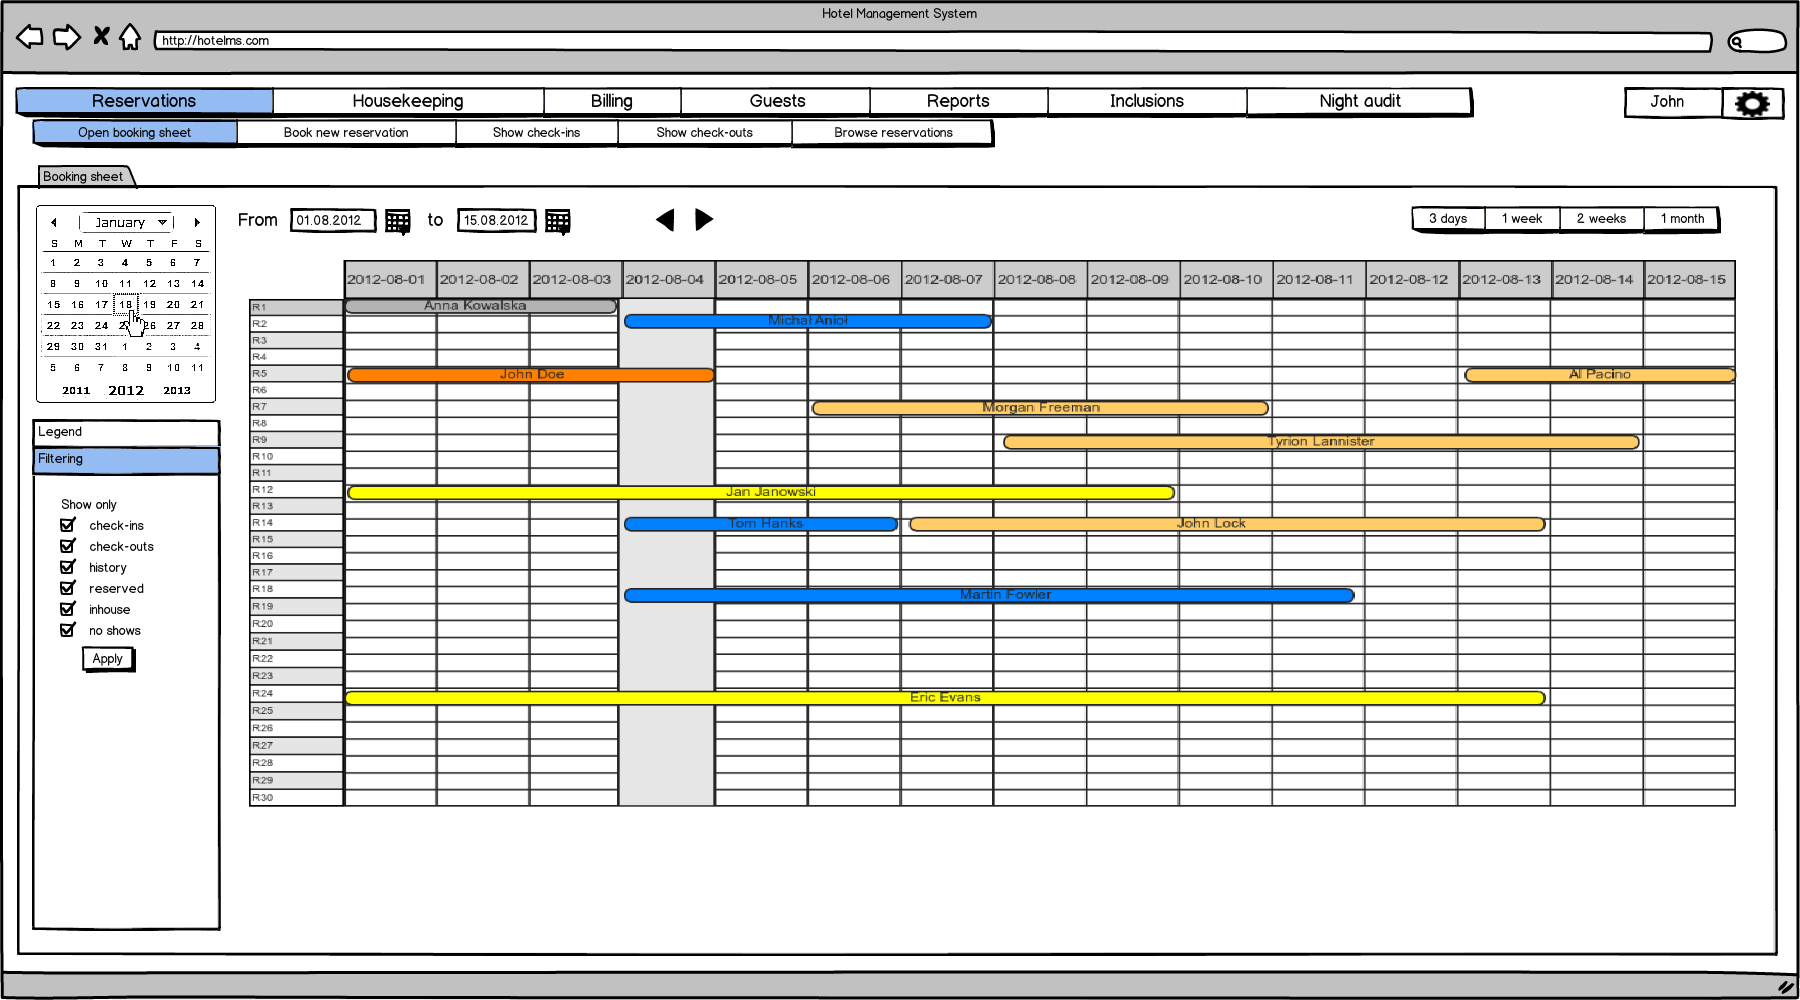 Hotel Management System
http://hotelms.com
Reservations Housekeeping Billing Guests Reports Inclusions Night audit John
Open booking sheet Book new reservation Show check-ins Show check-outs Browse reservations
Booking sheet
January
From 01.08.2012 to 15.08.2012 3 days 1 week 2 weeks 1 month
S M T W T F S
1 2 3 4 5 6 7
8 9 10 11 12 13 14
15 16 17 18 19 20 21
22 23 24 26 27 28
29 30 31 1 2 3 4
5 6 7 8 9 10 11
2011 2012 2013
Legend
Filtering
Show only
check-ins
check-outs
history
reserved
inhouse
no shows
Apply
2012-08-01 2012-08-02 2012-08-03 2012-08-04 2012-08-05 2012-08-06 2012-08-07 2012-08-08 2012-08-09 2012-08-10 2012-08-11 2012-08-12 2012-08-13 2012-08-14 2012-08-15
R1 Anna Kowalska
R2 Michał Anioł
R3
R4
R5 John Doe Al Pacino
R6
R7 Morgan Freeman
R8
R9 Tyrion Lannister
R10
R11
R12 Jan Janowski
R13
R14 Tom Hanks John Lock
R15
R16
R17
R18 Martin Fowler
R19
R20
R21
R22
R23
R24 Eric Evans
R25
R26
R27
R28
R29
R30